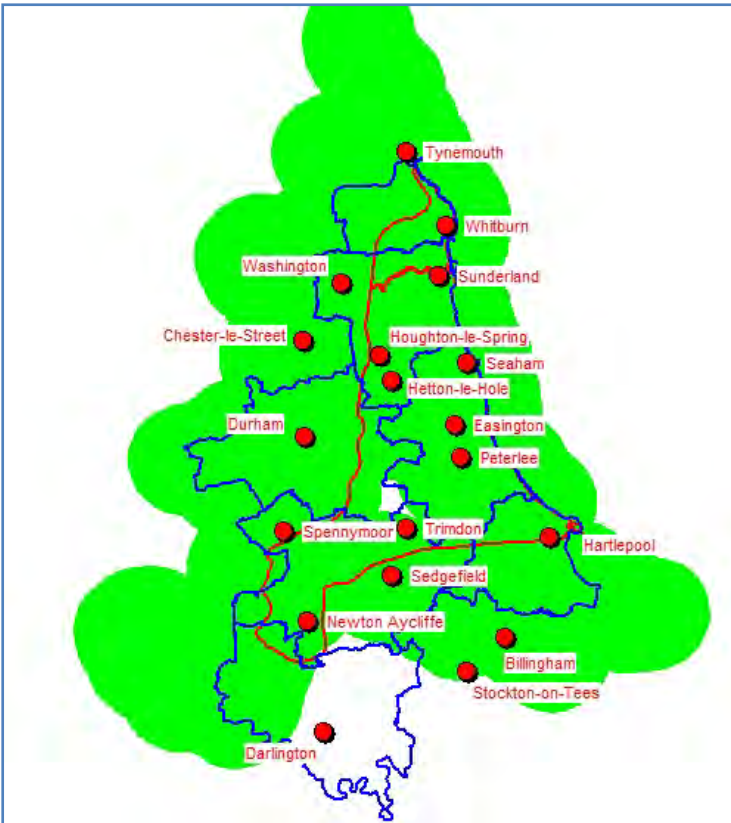 Tynemouth
Whitburn
Washington
Sunderland
Chester-le-Street
Houghton-le-Spring
Seaham
Hetton-le-Hole
Durham
Easington
Peterlee
Spennymoor
Trimdon
Hartlepool
Sedgefield
Newton Aycliffe
Billingham
Stockton-on-Tees
Darlington